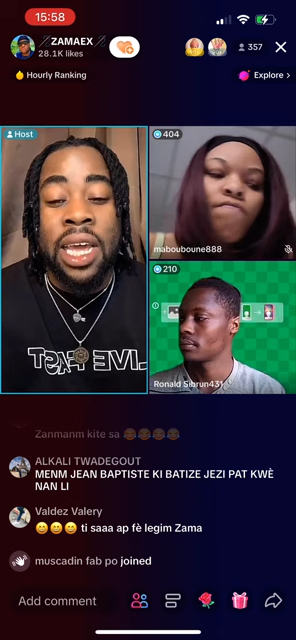 15:58
ZAMAEX
28.1K likes
357
Hourly Ranking
Explore >
Host
404
LIVE FAST
mabouboune888
210
Ronald Sibrun431
Zanmanm kite sa
ALKALI TWADEGOUT
MENM JEAN BAPTISTE KI BATIZE JEZI PAT KWÈ
NAN LI
Valdez Valery
ti saaa ap fè legim Zama
muscadin fab po joined
Add comment